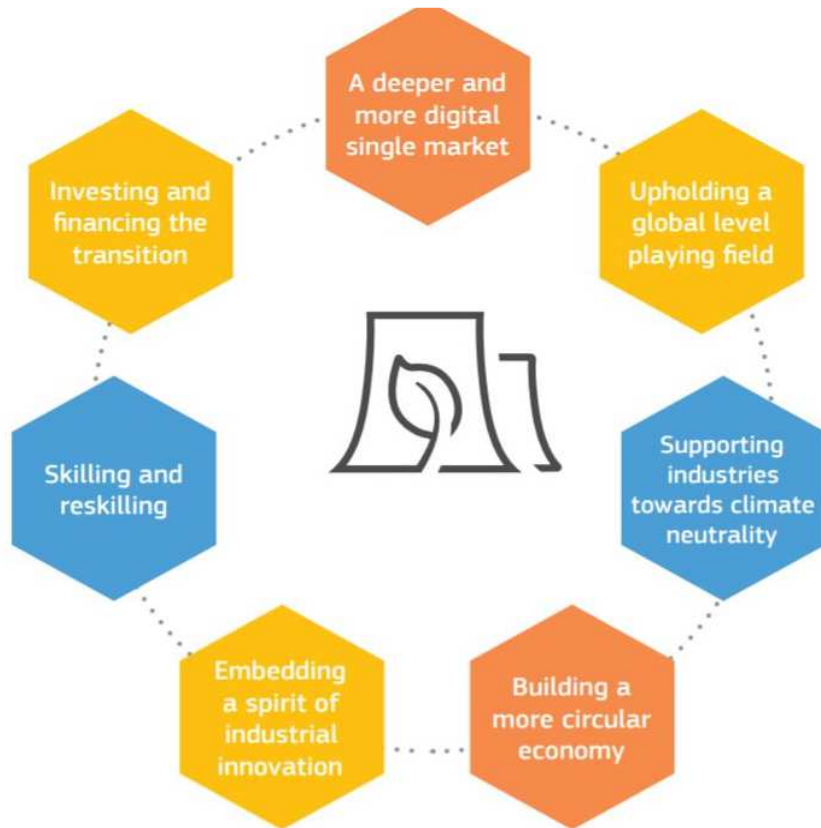 A deeper and
more digital
single market
Upholding a
global level
playing field
Supporting
industries
towards climate
neutrality
Building a
more circular
economy
Embedding
a spirit of
industrial
innovation
Skilling and
reskilling
Investing and
financing the
transition